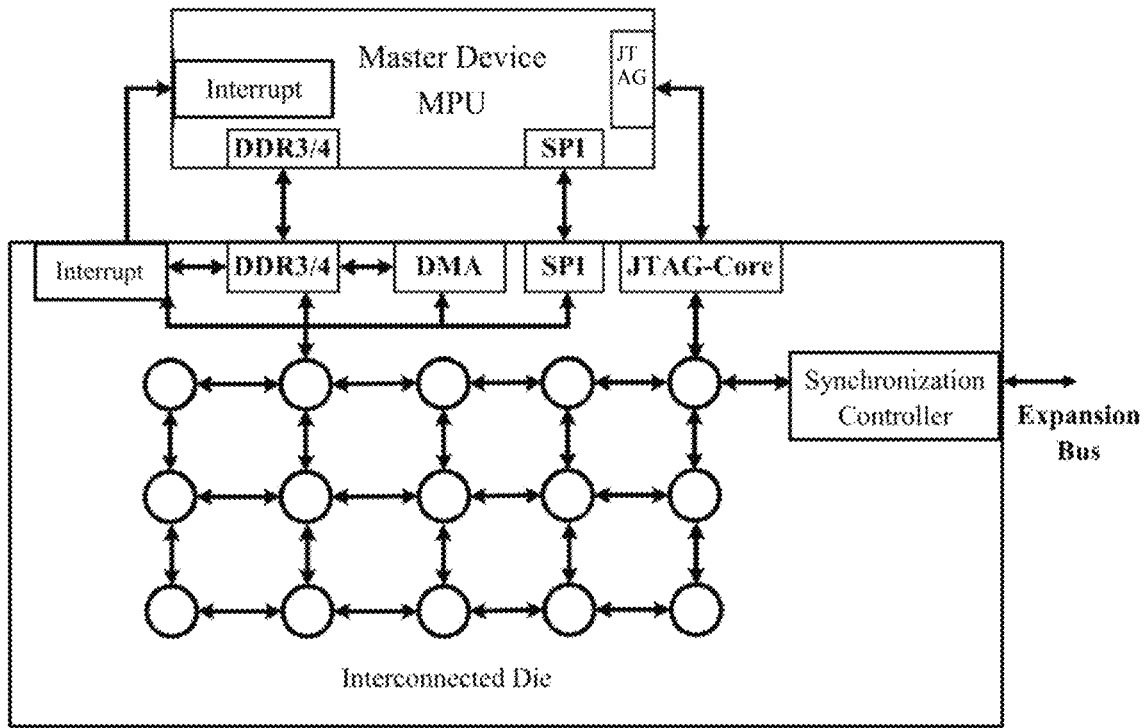 Master Device
MPU
JT
AG
Interrupt
DDR3/4
SPI
Interrupt
DDR3/4
DMA
SPI
JTAG-Core
Synchronization
Controller
Expansion
Bus
Interconnected Die